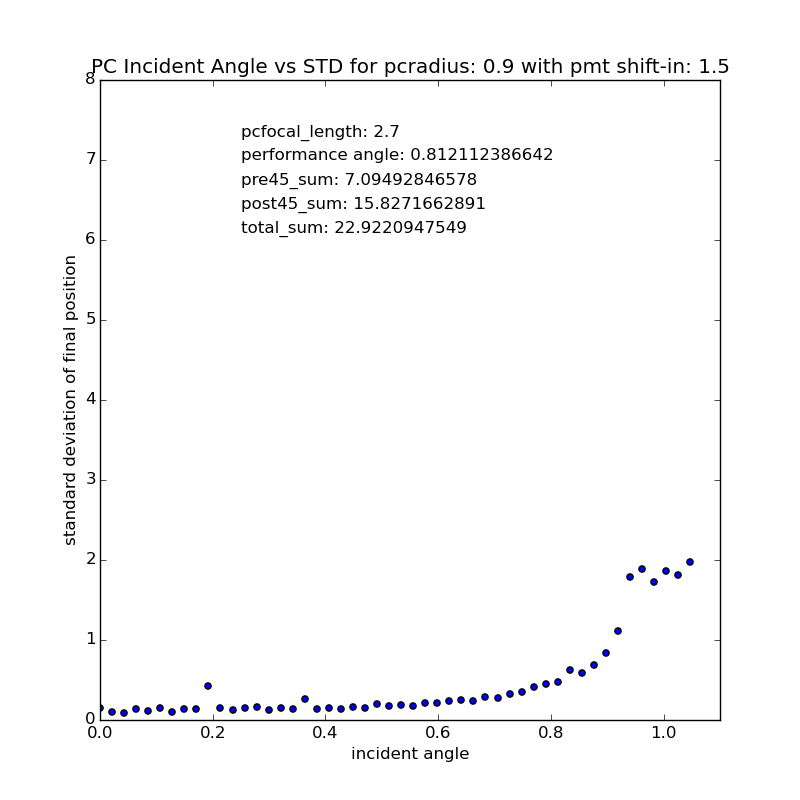 PC Incident Angle vs STD for pcradius: 0.9 with pmt shift-in: 1.5
8
7
6
5
4
3
2
1
0
standard deviation of final position
pcfocal_length: 2.7
performance angle: 0.812112386642
pre45_sum: 7.09492846578
post45_sum: 15.8271662891
total_sum: 22.9220947549
0.0 0.2 0.4 0.6 0.8 1.0
incident angle